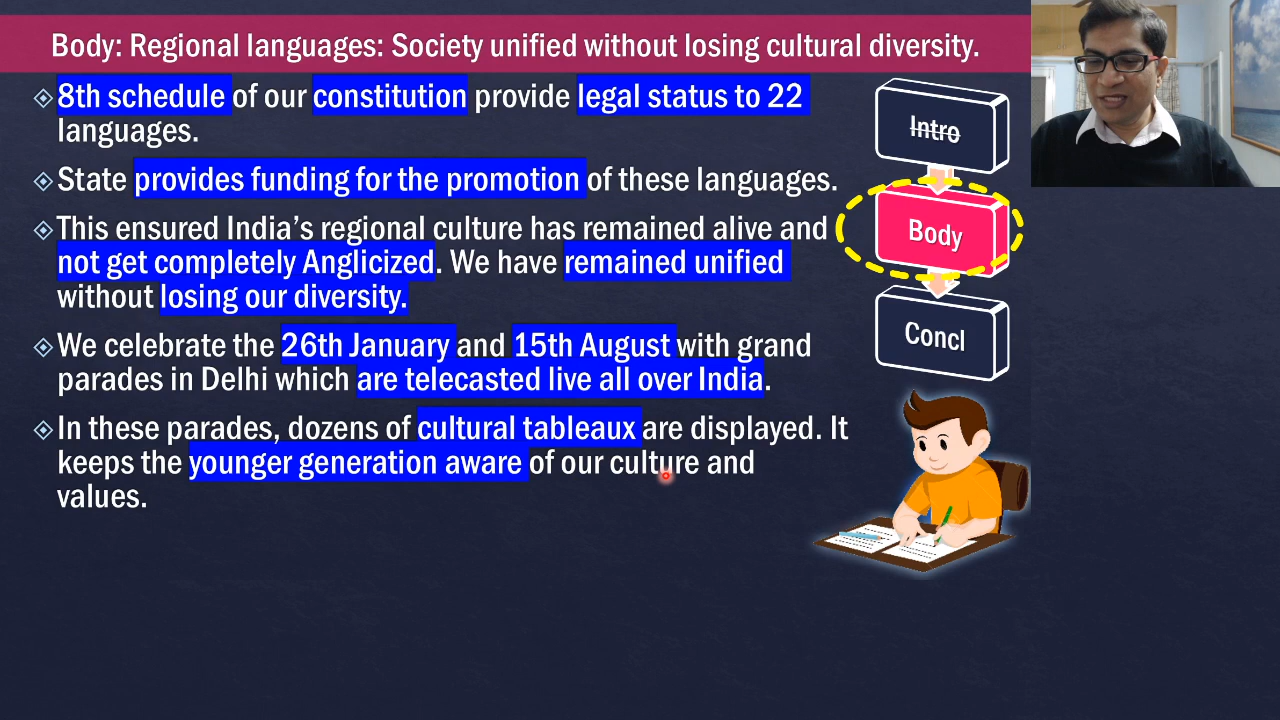 Body: Regional languages: Society unified without losing cultural diversity.
8th schedule of our constitution provide legal status to 22
languages.
State provides funding for the promotion of these languages.
This ensured India’s regional culture has remained alive and
not get completely Anglicized. We have remained unified
without losing our diversity.
We celebrate the 26th January and 15th August with grand
parades in Delhi which are telecasted live all over India.
In these parades, dozens of cultural tableaux are displayed. It
keeps the younger generation aware of our culture and
values.
Intro
Body
Concl